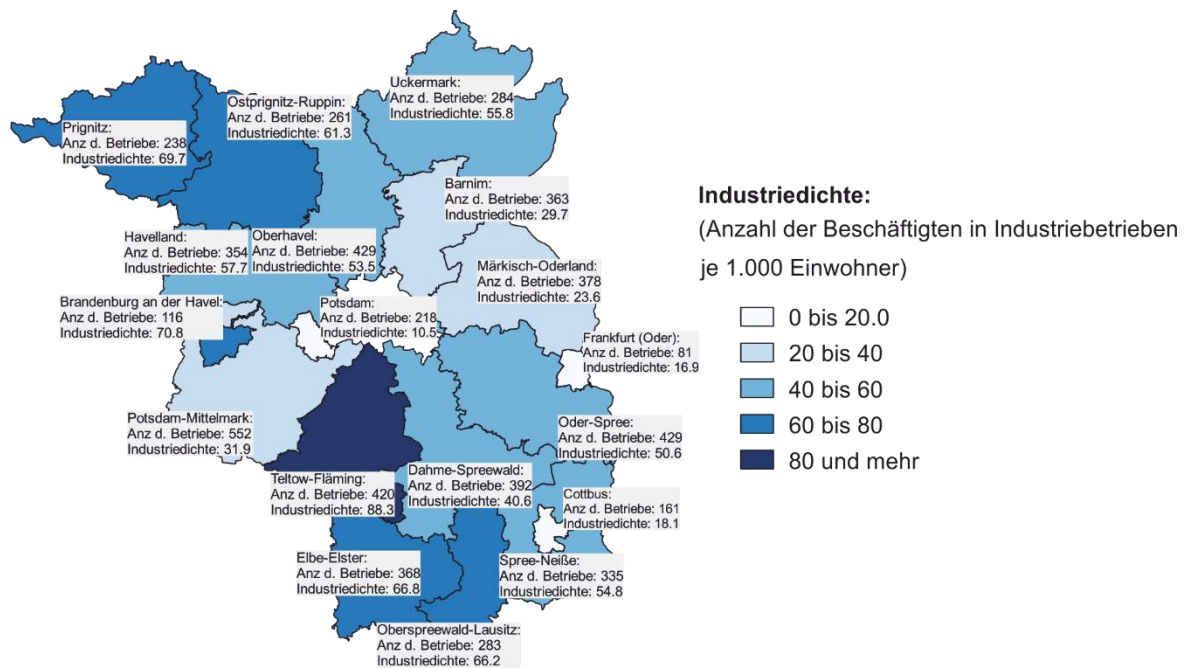 Uckermark:
Anz d. Betriebe: 284
Industriedichte: 55.8
Ostprignitz-Ruppin:
Anz d. Betriebe: 261
Industriedichte: 61.3
Prignitz:
Anz d. Betriebe: 238
Industriedichte: 69.7
Barnim:
Anz d. Betriebe: 363
Industriedichte: 29.7
Havelland:
Anz d. Betriebe: 354
Industriedichte: 57.7
Oberhavel:
Anz d. Betriebe: 429
Industriedichte: 53.5
Märkisch-Oderland:
Anz d. Betriebe: 378
Industriedichte: 23.6
Brandenburg an der Havel:
Anz d. Betriebe: 116
Industriedichte: 70.8
Potsdam:
Anz d. Betriebe: 218
Industriedichte: 10.5
Frankfurt (Oder):
Anz d. Betriebe: 81
Industriedichte: 16.9
Potsdam-Mittelmark:
Anz d. Betriebe: 552
Industriedichte: 31.9
Oder-Spree:
Anz d. Betriebe: 429
Industriedichte: 50.6
Teltow-Fläming:
Anz d. Betriebe: 420
Industriedichte: 88.3
Dahme-Spreewald:
Anz d. Betriebe: 392
Industriedichte: 40.6
Cottbus:
Anz d. Betriebe: 161
Industriedichte: 18.1
Elbe-Elster:
Anz d. Betriebe: 368
Industriedichte: 66.8
Spree-Neiße:
Anz d. Betriebe: 335
Industriedichte: 54.8
Oberspreewald-Lausitz:
Anz d. Betriebe: 283
Industriedichte: 66.2
Industriedichte:
(Anzahl der Beschäftigten in Industriebetrieben
je 1.000 Einwohner)
0 bis 20.0
20 bis 40
40 bis 60
60 bis 80
80 und mehr